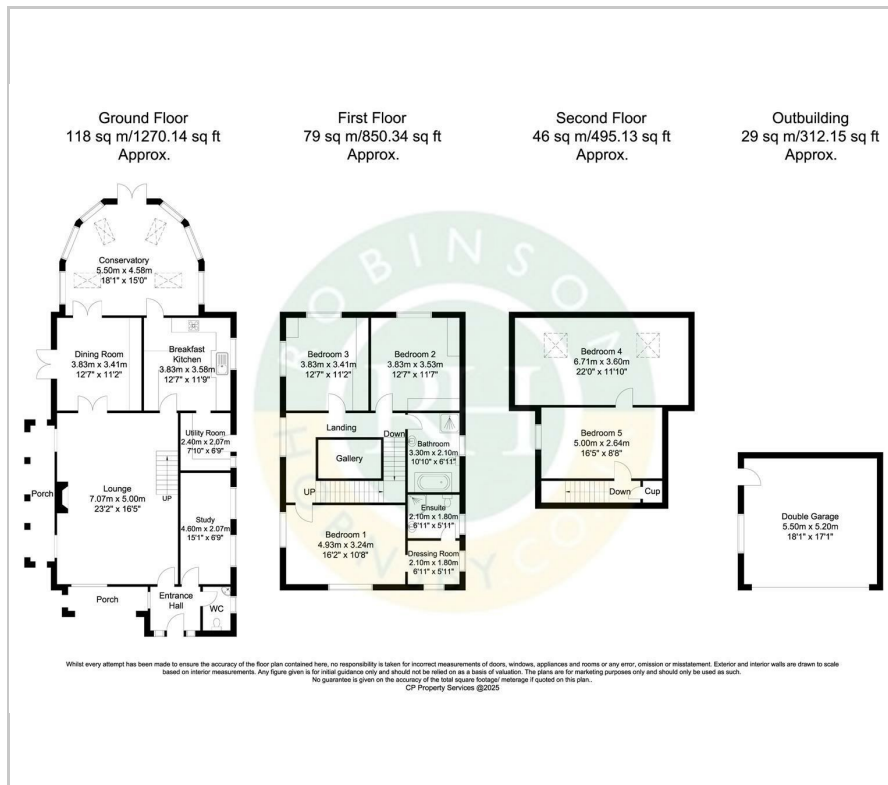 Ground Floor
118 sq m/1270.14 sq ft
Approx.
First Floor
79 sq m/850.34 sq ft
Approx.
Second Floor
46 sq m/495.13 sq ft
Approx.
Outbuilding
29 sq m/312.15 sq ft
Approx.
Conservatory
5.50m x 4.58m
18'1" x 15'0"
Dining Room
3.83m x 3.41m
12'7" x 11'2"
Breakfast
Kitchen
3.83m x 3.58m
12'7" x 11'9"
Utility Room
2.40m x 2.07m
7'10" x 6'9"
Porch
Lounge
7.07m x 5.00m
23'2" x 16'5"
UP
Study
4.60m x 2.07m
15'1" x 6'9"
Porch
Entrance
Hall
WC
Bedroom 3
3.83m x 3.41m
12'7" x 11'2"
Bedroom 2
3.83m x 3.53m
12'7" x 11'7"
Landing
Down
Gallery
Bathroom
3.30m x 2.10m
10'10" x 6'11"
UP
Ensuite
2.10m x 1.80m
6'11" x 5'11"
Bedroom 1
4.93m x 3.24m
16'2" x 10'8"
Dressing Room
2.10m x 1.80m
6'11" x 5'11"
Bedroom 4
6.71m x 3.60m
22'0" x 11'10"
Bedroom 5
5.00m x 2.64m
16'5" x 8'8"
Down
Cup
Double Garage
5.50m x 5.20m
18'1" x 17'1"
ROBINSON
RH
HORNSBY CO
Whilst every attempt has been made to ensure the accuracy of the floor plan contained here, no responsibility is taken for incorrect measurements of doors, windows, appliances and rooms or any error, omission or misstatement. Exterior and interior walls are drawn to scale
based on interior measurements. Any figure given is for initial guidance only and should not be relied on as a basis of valuation. The plans are for marketing purposes only and should only be used as such.
No guarantee is given on the accuracy of the total square footage/ meterage if quoted on this plan..
CP Property Services @2025